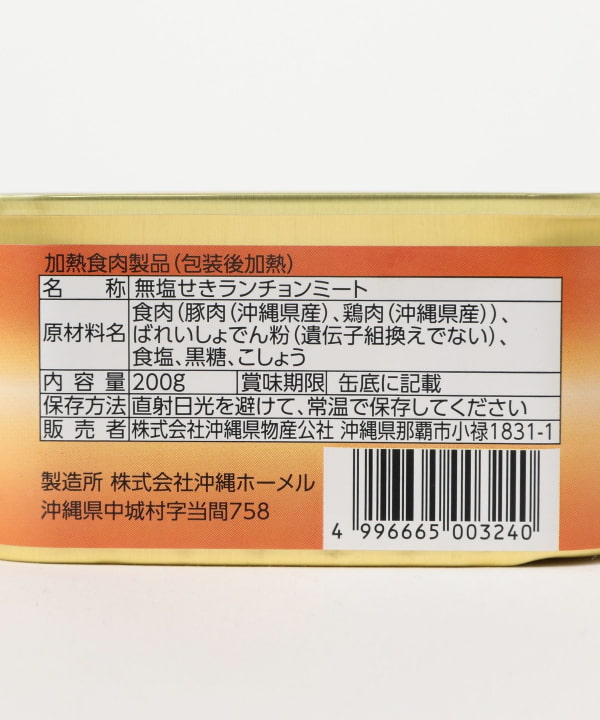 加熱食肉製品(包装後加熱)
名 称 無塩せきランチョンミート
原材料名 食肉(豚肉(沖縄県産)、鶏肉(沖縄県産))、
ばれいしょでん粉(遺伝子組換えでない)、
食塩、黒糖、こしょう
内容量 200g 賞味期限 缶底に記載
保存方法 直射日光を避けて、常温で保存してください
販売者 株式会社沖縄県物産公社 沖縄県那覇市小禄1831-1
製造所 株式会社沖縄ホーメル
沖縄県中城村字当間758
4 996665 003240